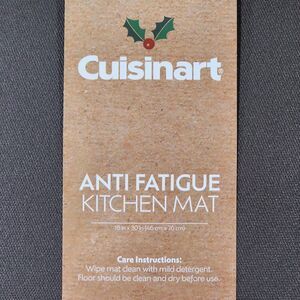 Cuisinart
ANTI FATIGUE
KITCHEN MAT
18 in x 30 in (46 cm x 76 cm)
Care Instructions:
Wipe mat clean with mild detergent.
Floor should be clean and dry before use.